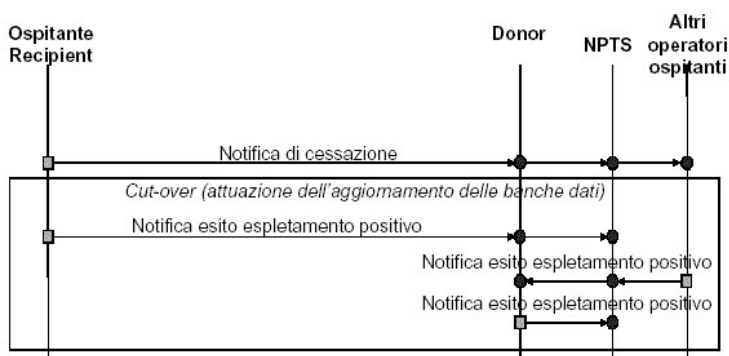 Ospitante
Recipient
Donor
NPTS
Altri
operatori
ospitanti
Notifica di cessazione
Cut-over (attuazione dell'aggiornamento delle banche dati)
Notifica esito espletamento positivo
Notifica esito espletamento positivo
Notifica esito espletamento positivo